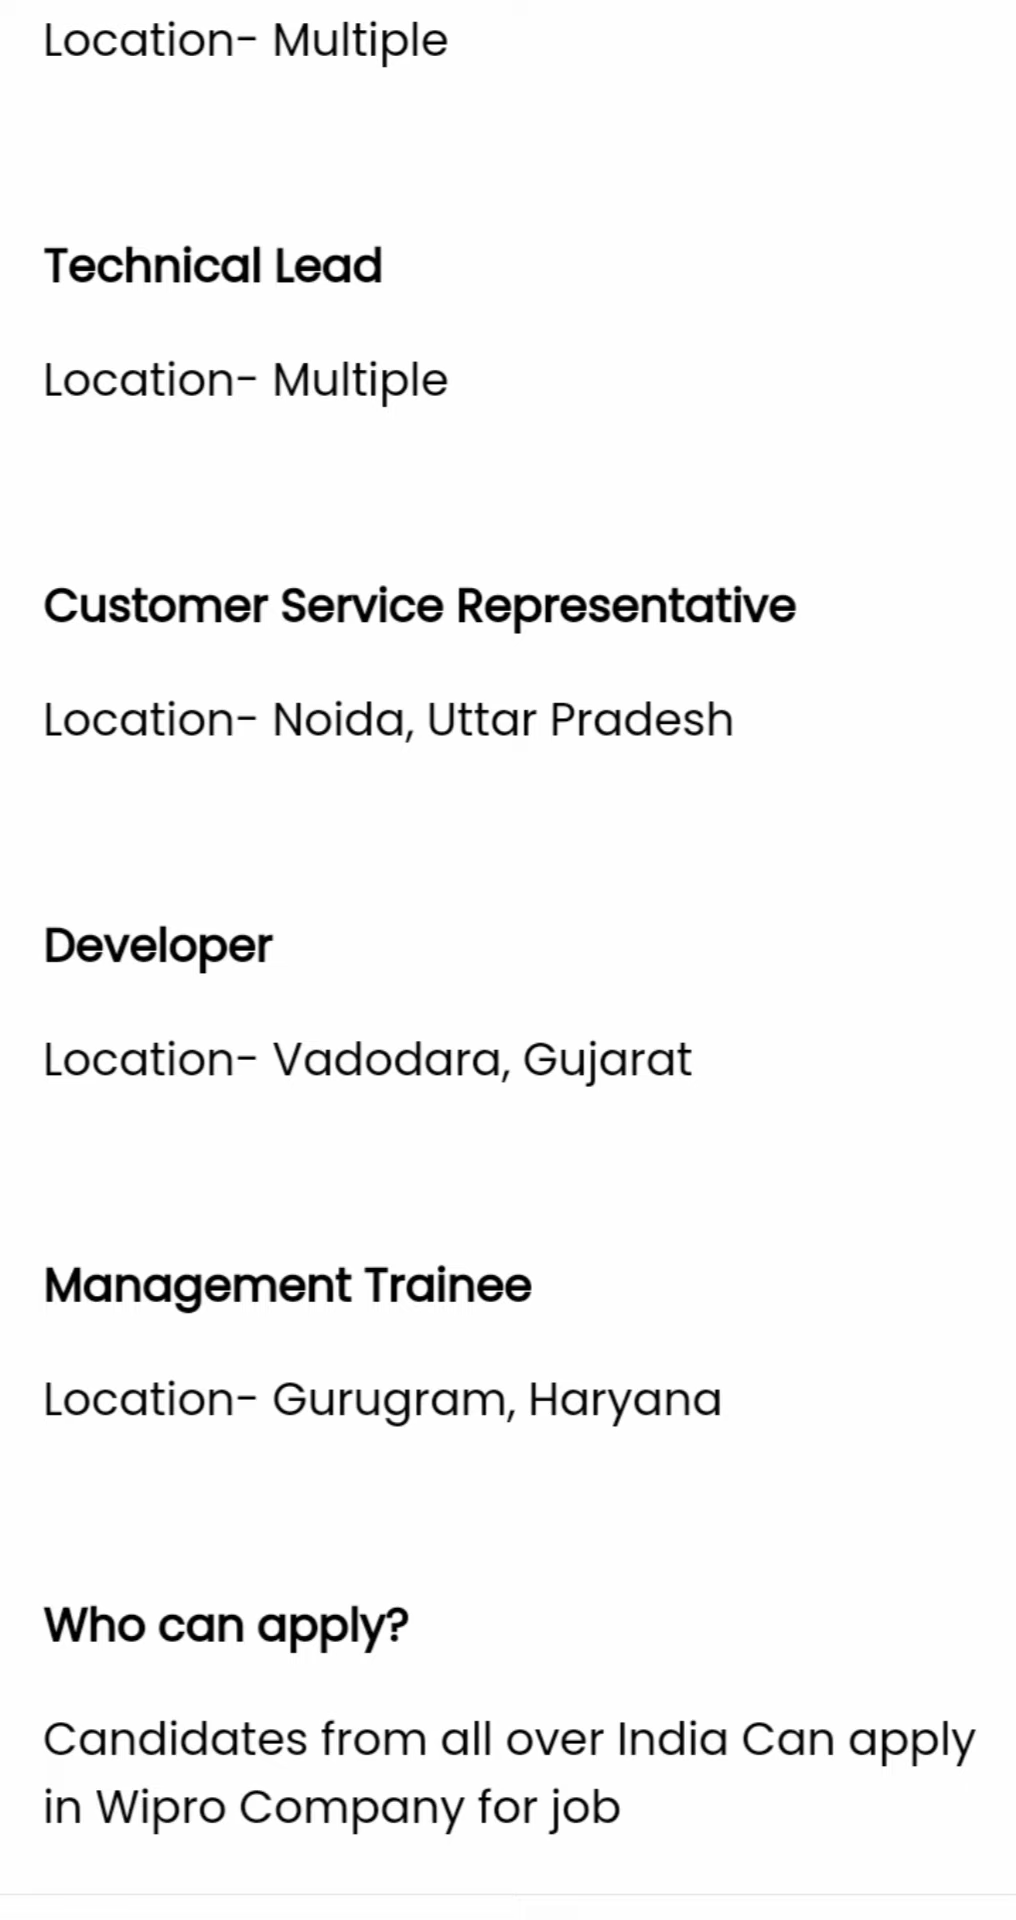 Location- Multiple
Technical Lead
Location- Multiple
Customer Service Representative
Location- Noida, Uttar Pradesh
Developer
Location- Vadodara, Gujarat
Management Trainee
Location- Gurugram, Haryana
Who can apply?
Candidates from all over India Can apply
in Wipro Company for job